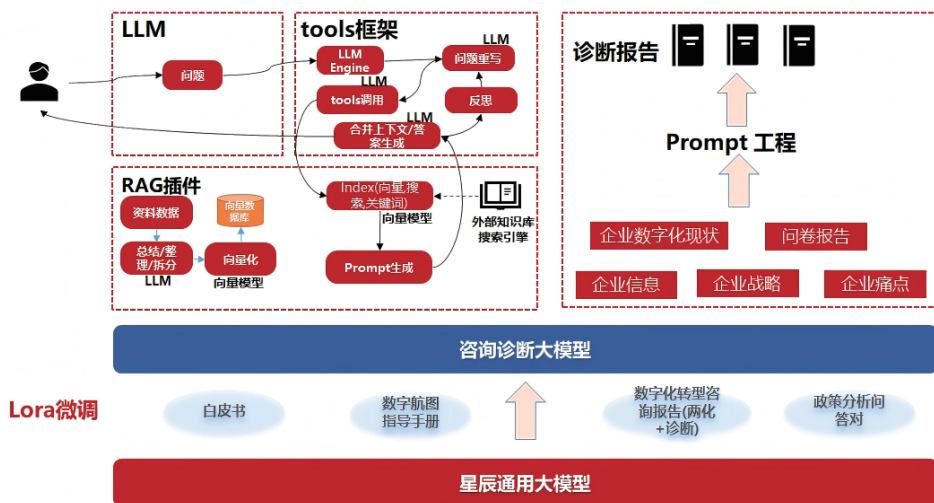 LLM
问题
tools框架
LLM
Engine
LLM
问题重写
LLM
tools调用
反思
LLM
合并上下文/答
案生成
RAG插件
资料数据
向量数
据库
总结/整
理/拆分
LLM
向量化
向量模型
Index(向量,搜
索,关键词)
向量模型
Prompt生成
外部知识库
搜索引擎
诊断报告
Prompt 工程
企业数字化现状
问卷报告
企业信息
企业战略
企业痛点
咨询诊断大模型
Lora微调
白皮书
数字航图
指导手册
数字化转型咨
询报告(两化
+诊断)
政策分析问
答对
星辰通用大模型